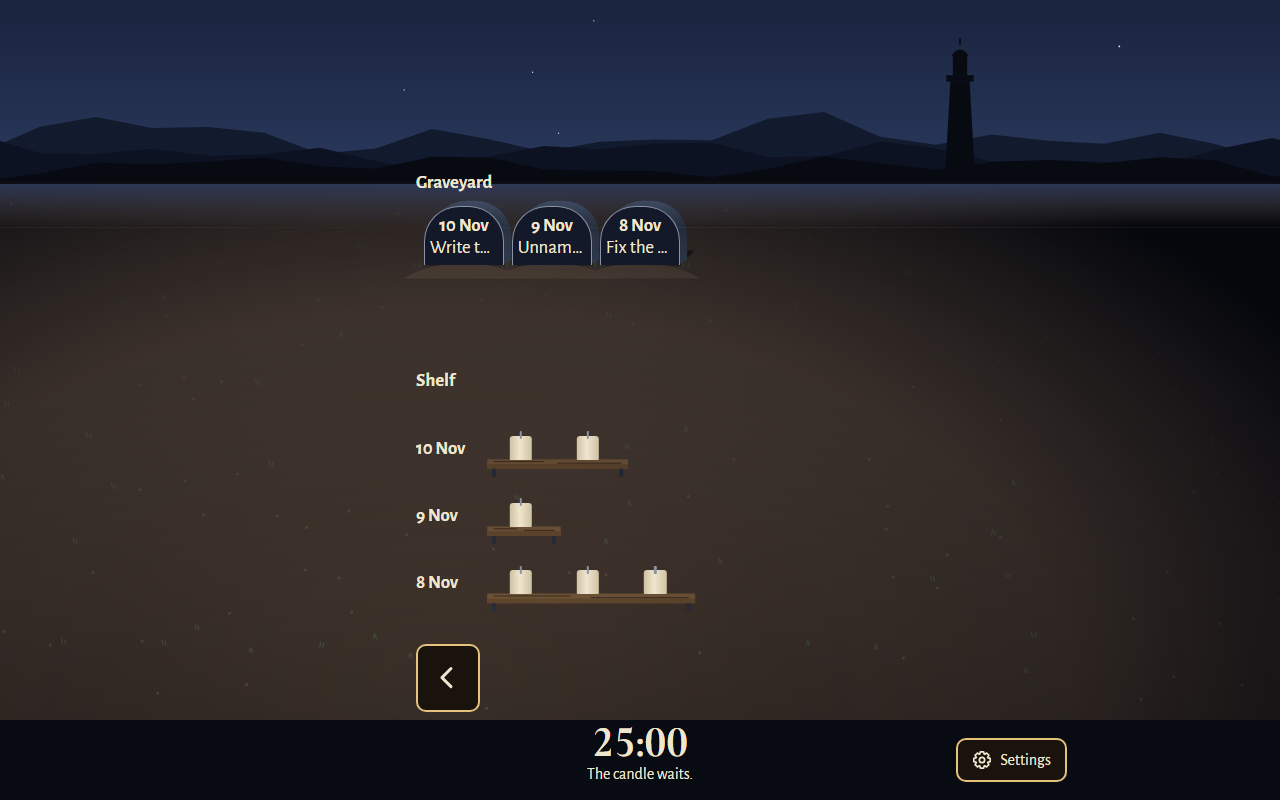 Graveyard
10 Nov
Write t...
9 Nov
Unnam...
8 Nov
Fix the ...
Shelf
10 Nov
9 Nov
8 Nov
25:00
The candle waits.
Settings